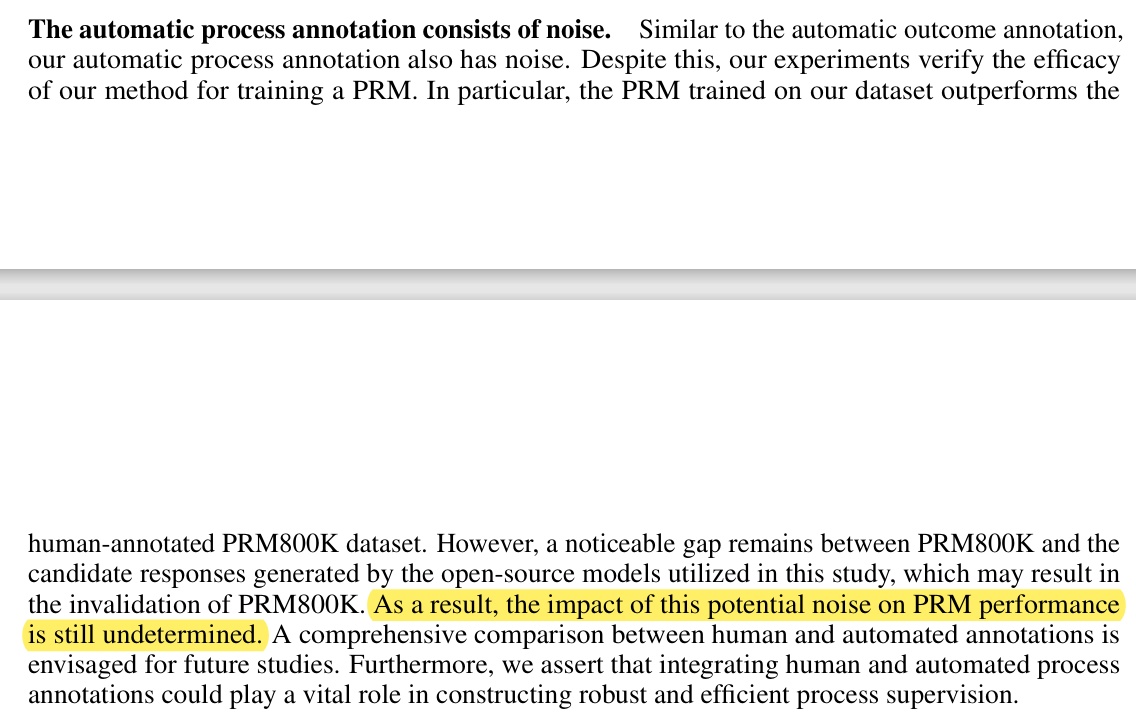 The automatic process annotation consists of noise. Similar to the automatic outcome annotation,
our automatic process annotation also has noise. Despite this, our experiments verify the efficacy
of our method for training a PRM. In particular, the PRM trained on our dataset outperforms the
human-annotated PRM800K dataset. However, a noticeable gap remains between PRM800K and the
candidate responses generated by the open-source models utilized in this study, which may result in
the invalidation of PRM800K. As a result, the impact of this potential noise on PRM performance
is still undetermined. A comprehensive comparison between human and automated annotations is
envisaged for future studies. Furthermore, we assert that integrating human and automated process
annotations could play a vital role in constructing robust and efficient process supervision.